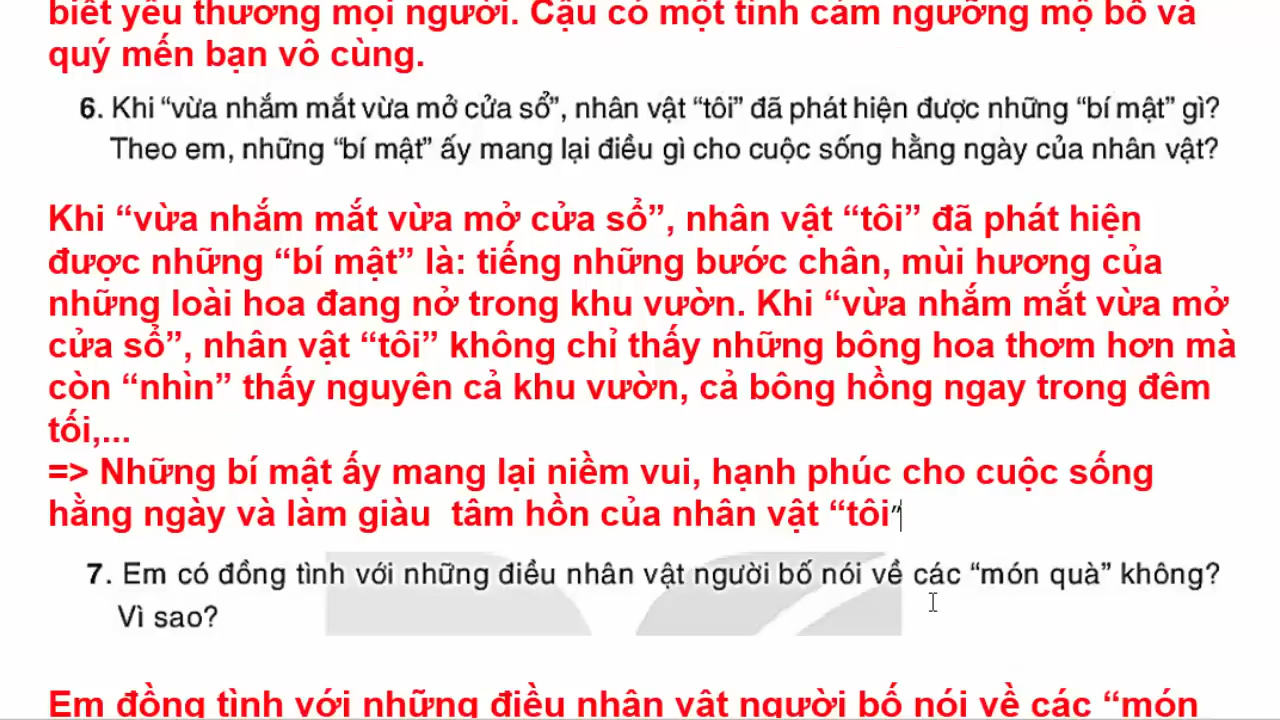 biết yêu thương mọi người. Cậu có một tình cảm ngưỡng mộ bố và
quý mến bạn vô cùng.
6. Khi “vừa nhắm mắt vừa mở cửa sổ”, nhân vật “tôi” đã phát hiện được những “bí mật” gì?
Theo em, những “bí mật” ấy mang lại điều gì cho cuộc sống hằng ngày của nhân vật?
Khi “vừa nhắm mắt vừa mở cửa sổ”, nhân vật “tôi” đã phát hiện
được những “bí mật” là: tiếng những bước chân, mùi hương của
những loài hoa đang nở trong khu vườn. Khi “vừa nhắm mắt vừa mở
cửa sổ”, nhân vật “tôi” không chỉ thấy những bông hoa thơm hơn mà
còn “nhìn” thấy nguyên cả khu vườn, cả bông hồng ngay trong đêm
tối,...
=> Những bí mật ấy mang lại niềm vui, hạnh phúc cho cuộc sống
hằng ngày và làm giàu  tâm hồn của nhân vật “tôi”
7. Em có đồng tình với những điều nhân vật người bố nói về các “món quà” không?
Vì sao?
Em đồng tình với những điều nhân vật người bố nói về các “món